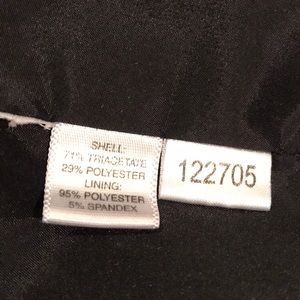 SHELL:
71% TRIACETATE
29% POLYESTER
LINING:
95% POLYESTER
5% SPANDEX
122705